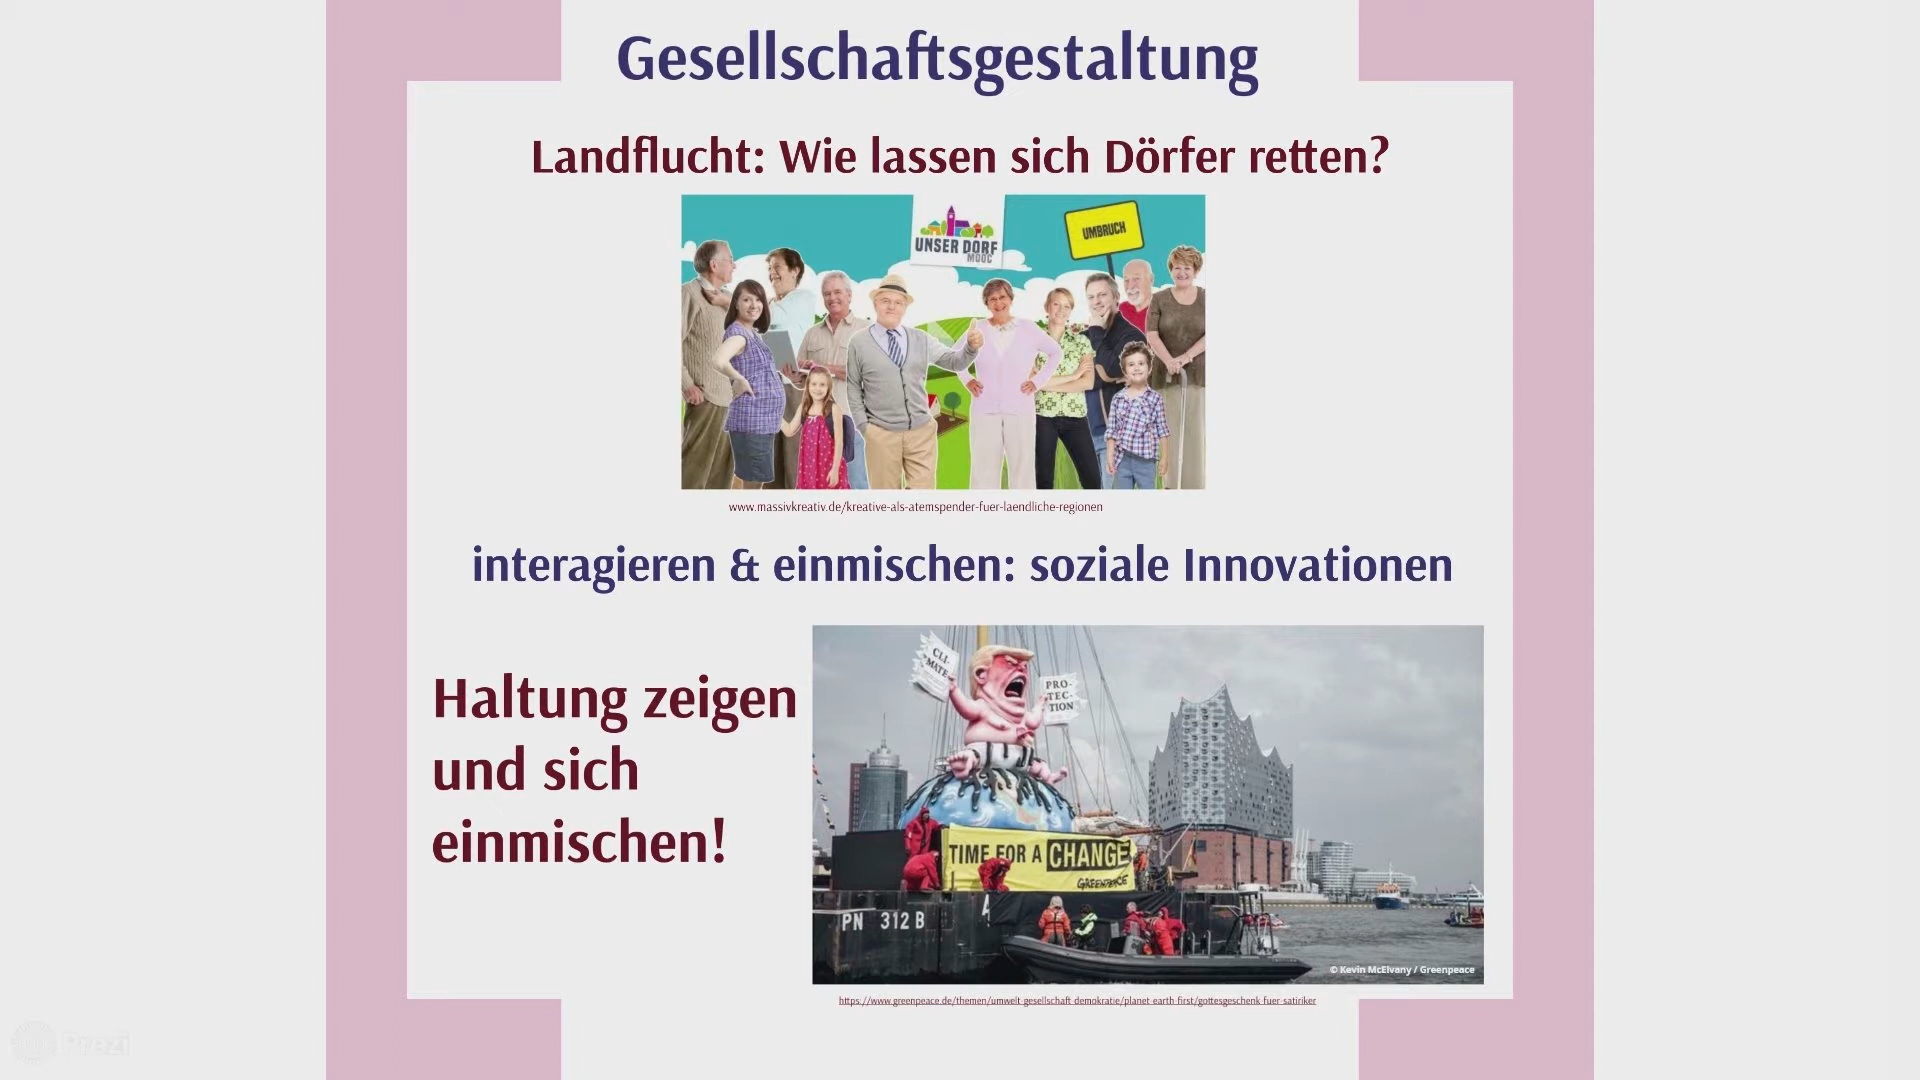 Gesellschaftsgestaltung
Landflucht: Wie lassen sich Dörfer retten?
UNSER DORF
MOOC
UMBRUCH
www.massivkreativ.de/kreative-als-atemspender-fuer-laendliche-regionen
interagieren & einmischen: soziale Innovationen
Haltung zeigen
und sich
einmischen!
CLI-
MATE
PRO-
TEC-
TION
TIME FOR A CHANGE
GREENPEACE
PN 312 B
© Kevin McElvany / Greenpeace
https://www.greenpeace.de/themen/umwelt gesellschaft demokratie/planet earth first/gottesgeschenk fuer satiriker
Prezi